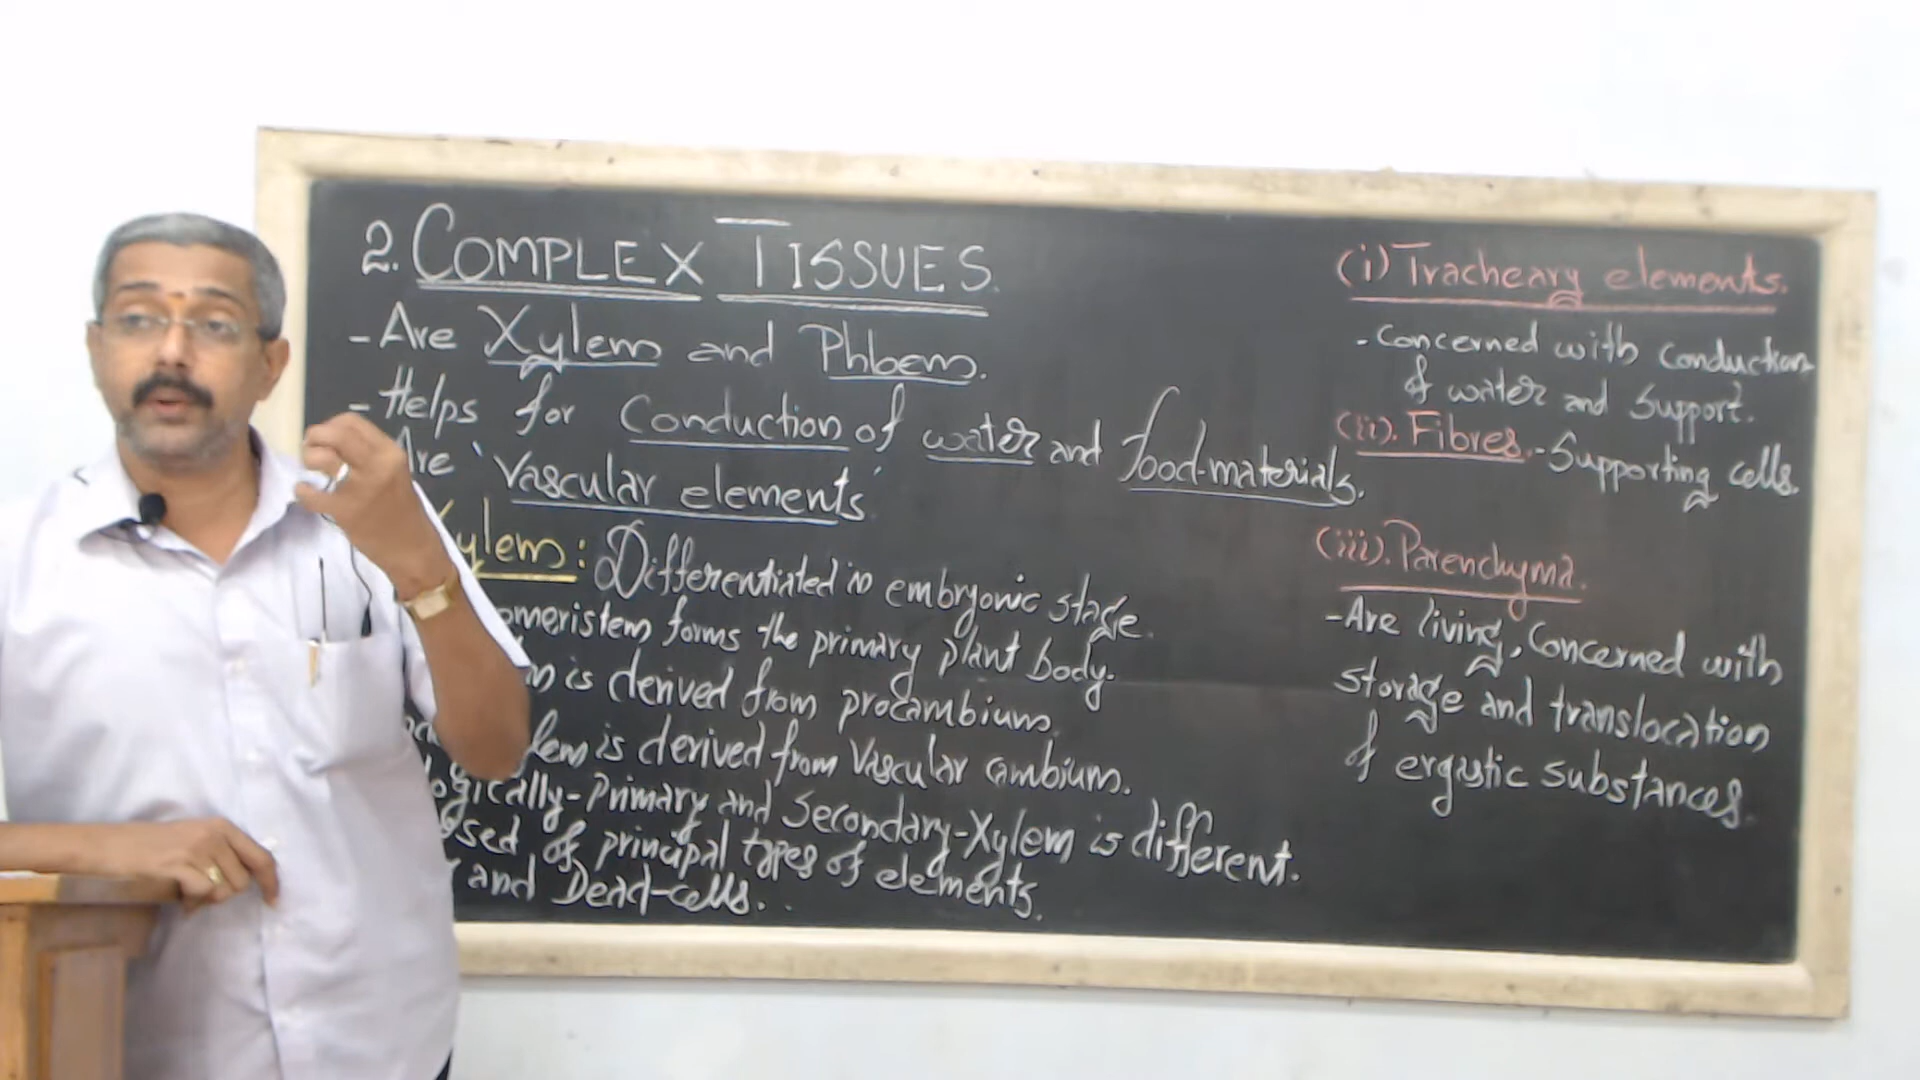 2. COMPLEX TISSUES.
- Are Xylem and Phloem.
- Helps for Conduction of water and food-materials.
Are 'Vascular elements'
Xylem: Differentiated in embryonic stage.
omeristem forms the primary plant body.
is derived from procambium.
is derived from Vascular cambium.
ogically-Primary and Secondary-Xylem is different.
of principal types of elements.
and Dead-cells.
(i) Tracheary elements.
- Concerned with conduction
of water and Support.
(ii). Fibres. - Supporting cells.
(iii). Parenchyma.
- Are living, Concerned with
storage and translocation
of ergastic substances.